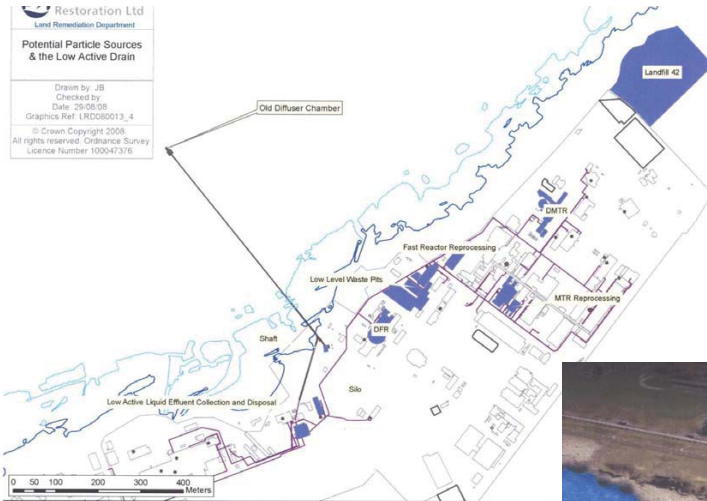 Restoration Ltd
Land Remediation Department
Potential Particle Sources
& the Low Active Drain
Drawn by: JB
Checked by:
Date: 29/08/08
Graphics Ref: LRD080013_4
© Crown Copyright 2008.
All rights reserved. Ordnance Survey
Licence Number 100047376
Old Diffuser Chamber
Landfill 42
DMTR
Fast Reactor Reprocessing
Low Level Waste Pits
MTR Reprocessing
DFR
Shaft
Silo
Low Active Liquid Effluent Collection and Disposal
0 50 100 200 300 400
Meters